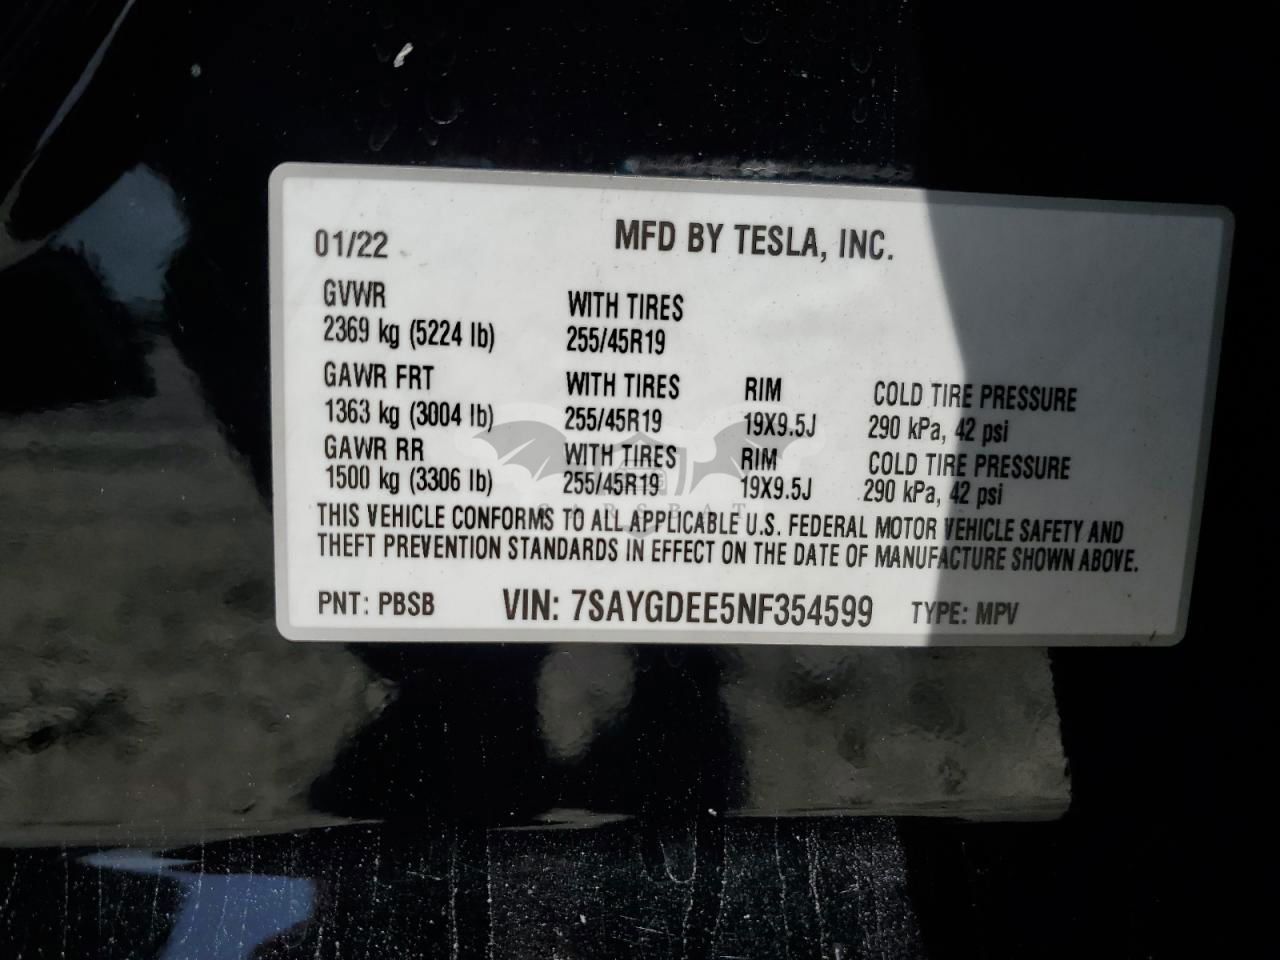 01/22 MFD BY TESLA, INC.
GVWR WITH TIRES
2369 kg (5224 lb) 255/45R19
GAWR FRT WITH TIRES RIM COLD TIRE PRESSURE
1363 kg (3004 lb) 255/45R19 19X9.5J 290 kPa, 42 psi
GAWR RR WITH TIRES RIM COLD TIRE PRESSURE
1500 kg (3306 lb) 255/45R19 19X9.5J 290 kPa, 42 psi
CARSBAT
THIS VEHICLE CONFORMS TO ALL APPLICABLE U.S. FEDERAL MOTOR VEHICLE SAFETY AND
THEFT PREVENTION STANDARDS IN EFFECT ON THE DATE OF MANUFACTURE SHOWN ABOVE.
PNT: PBSB VIN: 7SAYGDEE5NF354599 TYPE: MPV